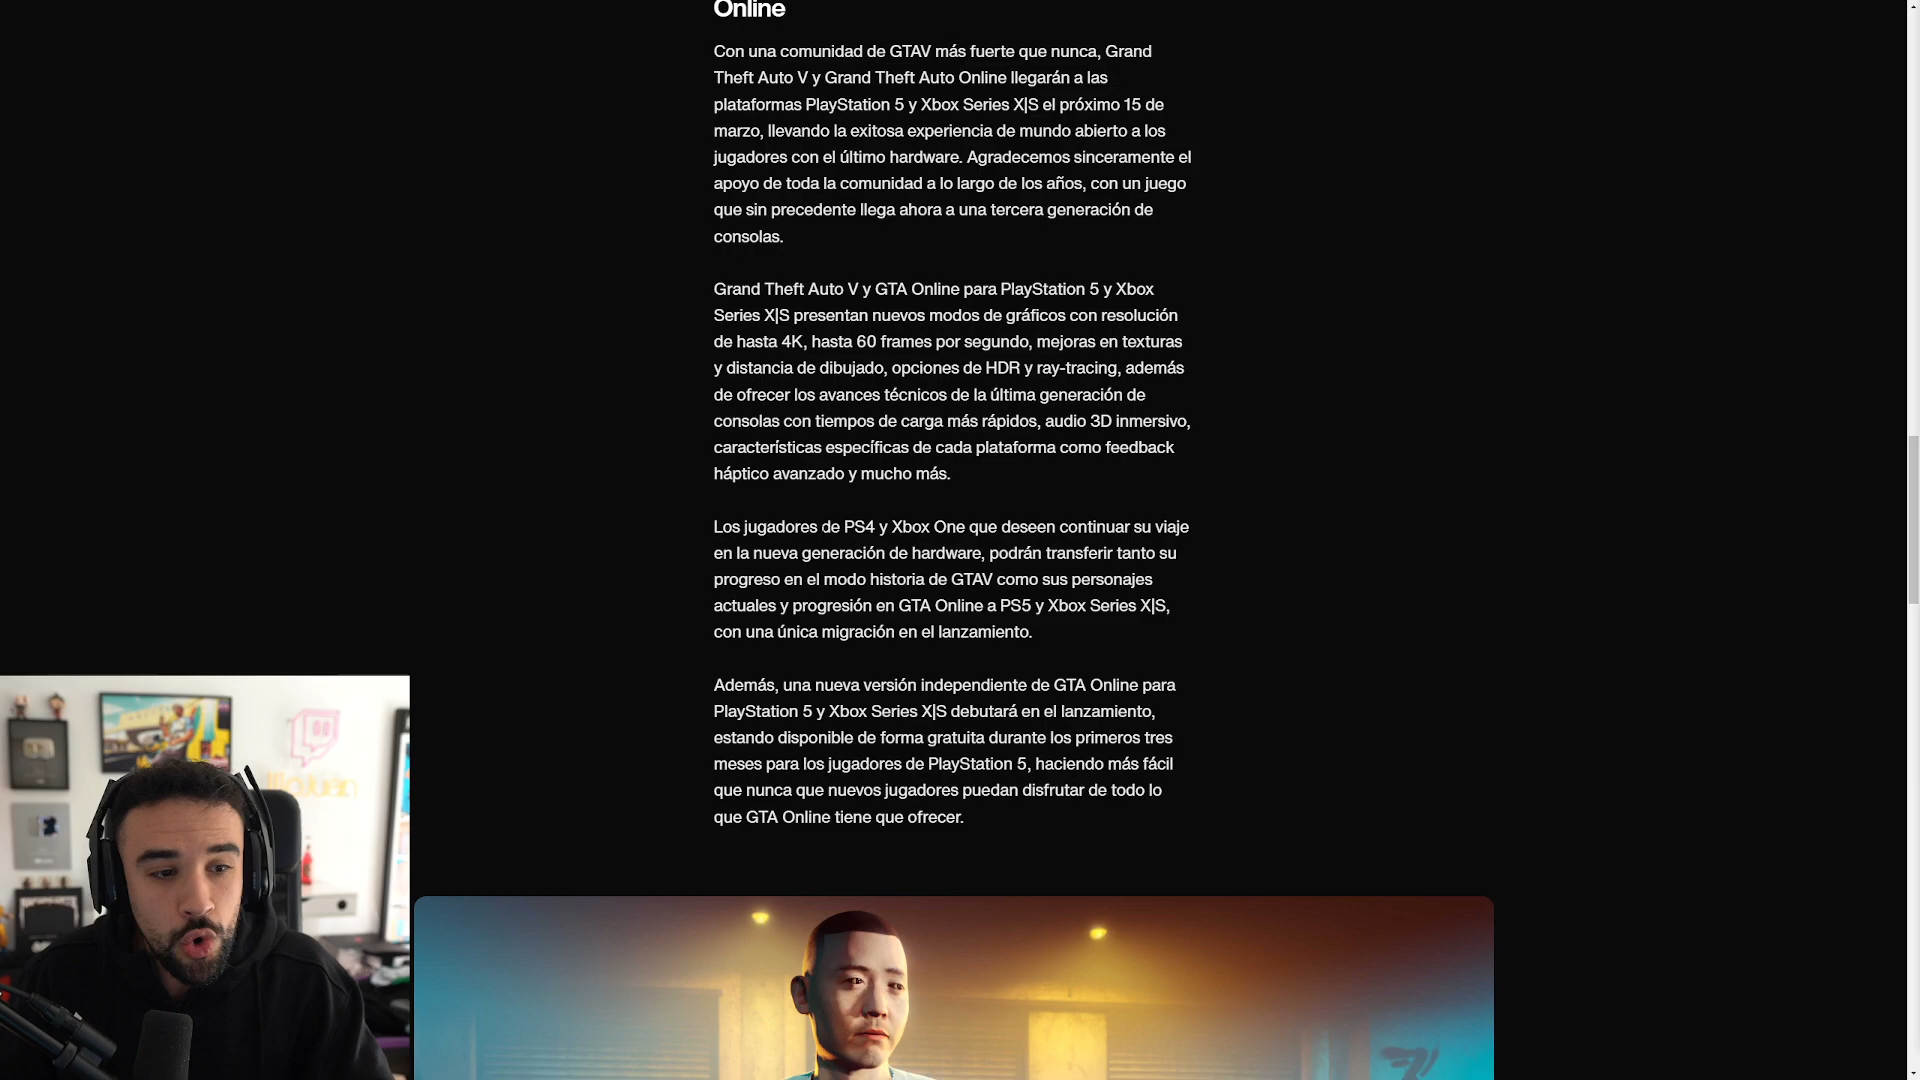 Online
Con una comunidad de GTAV más fuerte que nunca, Grand
Theft Auto V y Grand Theft Auto Online llegarán a las
plataformas PlayStation 5 y Xbox Series X|S el próximo 15 de
marzo, llevando la exitosa experiencia de mundo abierto a los
jugadores con el último hardware. Agradecemos sinceramente el
apoyo de toda la comunidad a lo largo de los años, con un juego
que sin precedente llega ahora a una tercera generación de
consolas.
Grand Theft Auto V y GTA Online para PlayStation 5 y Xbox
Series X|S presentan nuevos modos de gráficos con resolución
de hasta 4K, hasta 60 frames por segundo, mejoras en texturas
y distancia de dibujado, opciones de HDR y ray-tracing, además
de ofrecer los avances técnicos de la última generación de
consolas con tiempos de carga más rápidos, audio 3D inmersivo,
características específicas de cada plataforma como feedback
háptico avanzado y mucho más.
Los jugadores de PS4 y Xbox One que deseen continuar su viaje
en la nueva generación de hardware, podrán transferir tanto su
progreso en el modo historia de GTAV como sus personajes
actuales y progresión en GTA Online a PS5 y Xbox Series X|S,
con una única migración en el lanzamiento.
Además, una nueva versión independiente de GTA Online para
PlayStation 5 y Xbox Series X|S debutará en el lanzamiento,
estando disponible de forma gratuita durante los primeros tres
meses para los jugadores de PlayStation 5, haciendo más fácil
que nunca que nuevos jugadores puedan disfrutar de todo lo
que GTA Online tiene que ofrecer.